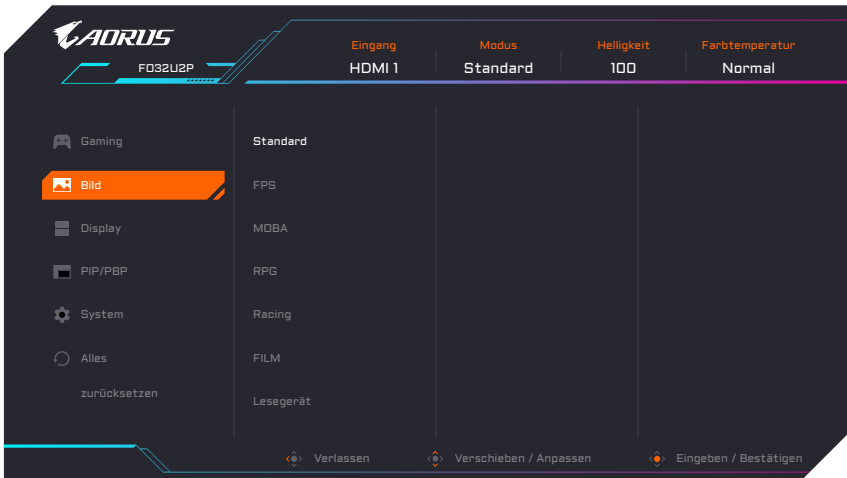 AORUS
FO32U2P
Eingang Modus Helligkeit Farbtemperatur
HDMI 1 Standard 100 Normal
Gaming
Bild
Display
PIP/PBP
System
Alles
zurücksetzen
Standard
FPS
MOBA
RPG
Racing
FILM
Lesegerät
Verlassen Verschieben / Anpassen Eingeben / Bestätigen